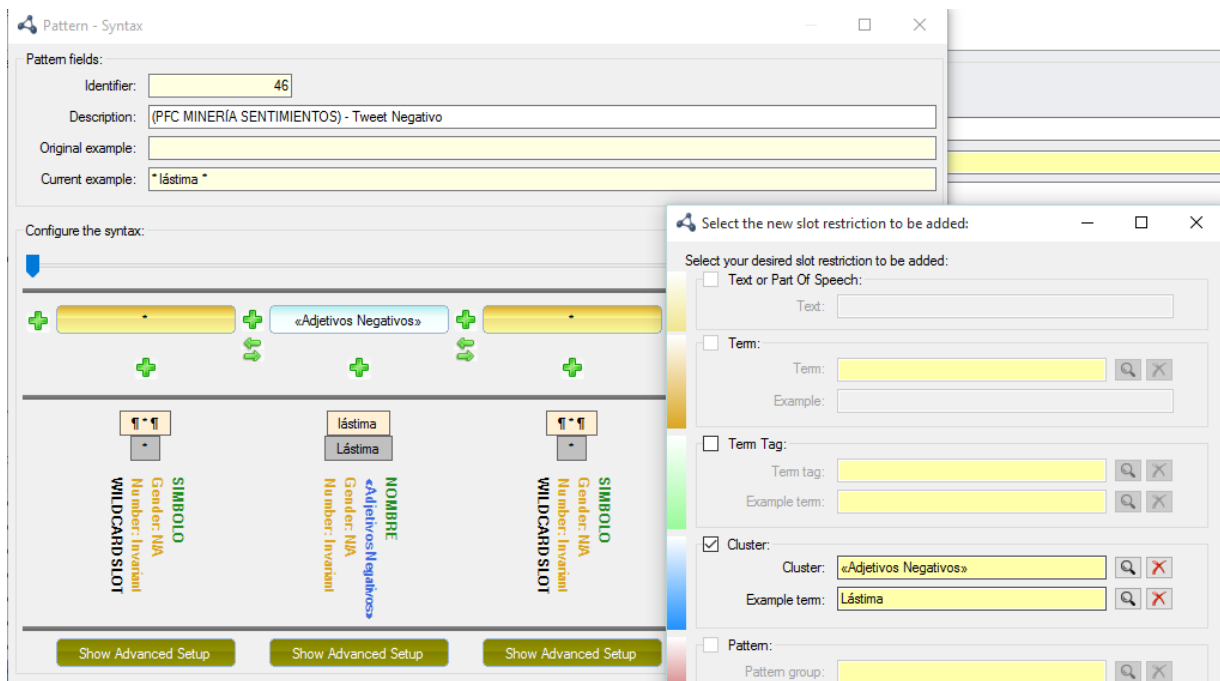 Pattern - Syntax
Pattern fields:
Identifier: 46
Description: (PFC MINERÍA SENTIMIENTOS) - Tweet Negativo
Original example:
Current example: * lástima *
Configure the syntax:
* «Adjetivos Negativos» *
¶ * ¶ lástima ¶ * ¶
* Lástima *
SIMBOLO
Gender: N/A
Number: Invariant
WILDCARD SLOT
NOMBRE
«Adjetivos Negativos»
Gender: N/A
Number: Invariant
SIMBOLO
Gender: N/A
Number: Invariant
WILDCARD SLOT
Show Advanced Setup Show Advanced Setup Show Advanced Setup
Select the new slot restriction to be added:
Select your desired slot restriction to be added:
Text or Part Of Speech:
Text:
Term:
Term:
Example:
Term Tag:
Term tag:
Example term:
Cluster:
Cluster: «Adjetivos Negativos»
Example term: Lástima
Pattern:
Pattern group: